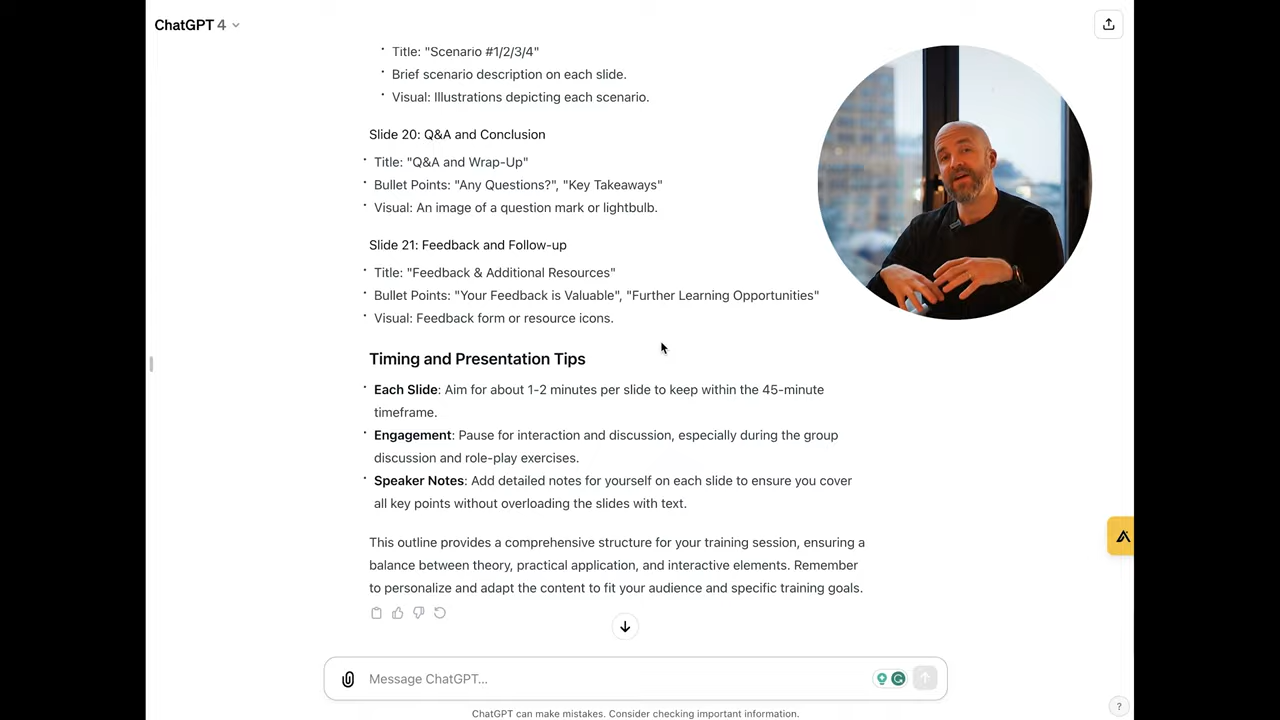 ChatGPT 4
• Title: "Scenario #1/2/3/4"
• Brief scenario description on each slide.
• Visual: Illustrations depicting each scenario.
Slide 20: Q&A and Conclusion
• Title: "Q&A and Wrap-Up"
• Bullet Points: "Any Questions?", "Key Takeaways"
• Visual: An image of a question mark or lightbulb.
Slide 21: Feedback and Follow-up
• Title: "Feedback & Additional Resources"
• Bullet Points: "Your Feedback is Valuable", "Further Learning Opportunities"
• Visual: Feedback form or resource icons.
Timing and Presentation Tips
• Each Slide: Aim for about 1-2 minutes per slide to keep within the 45-minute
timeframe.
• Engagement: Pause for interaction and discussion, especially during the group
discussion and role-play exercises.
• Speaker Notes: Add detailed notes for yourself on each slide to ensure you cover
all key points without overloading the slides with text.
This outline provides a comprehensive structure for your training session, ensuring a
balance between theory, practical application, and interactive elements. Remember
to personalize and adapt the content to fit your audience and specific training goals.
Message ChatGPT...
ChatGPT can make mistakes. Consider checking important information.
?